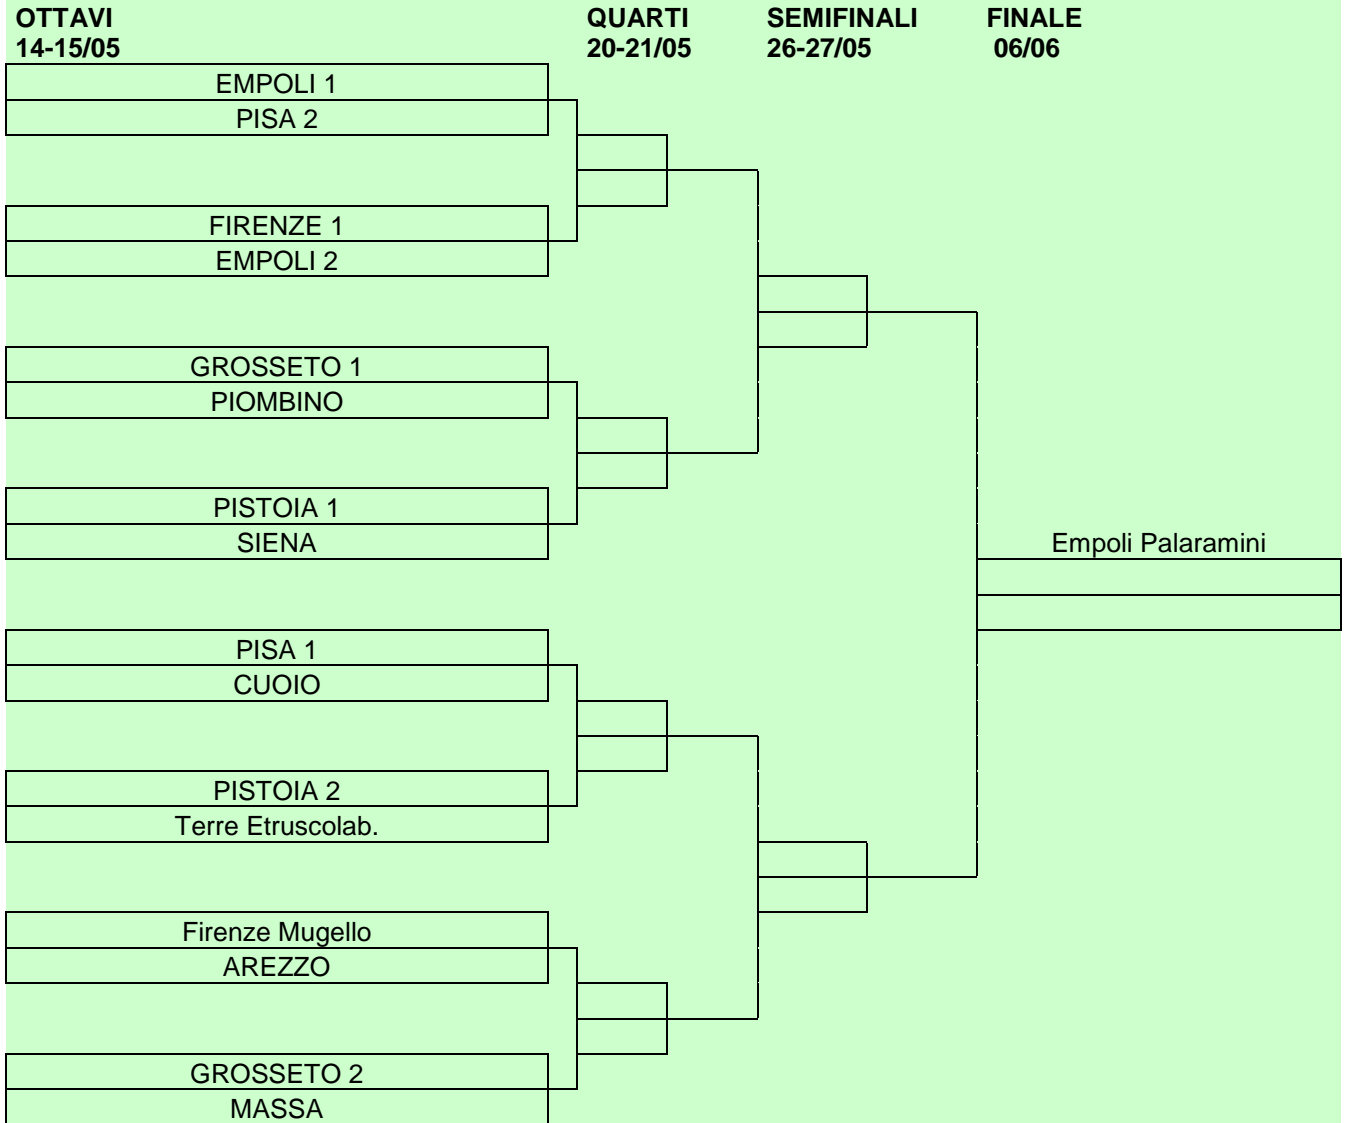 OTTAVI QUARTI SEMIFINALI FINALE
14-15/05 20-21/05 26-27/05 06/06
EMPOLI 1
PISA 2
FIRENZE 1
EMPOLI 2
GROSSETO 1
PIOMBINO
PISTOIA 1
SIENA
Empoli Palaramini
PISA 1
CUOIO
PISTOIA 2
Terre Etruscolab.
Firenze Mugello
AREZZO
GROSSETO 2
MASSA